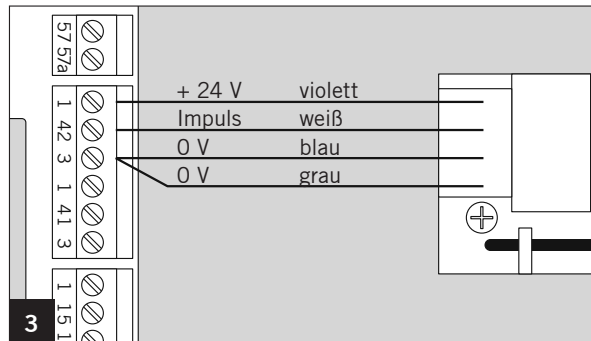 57
57a
1 + 24 V violett
42 Impuls weiß
3 0 V blau
1 0 V grau
41
3
1
15
1
3